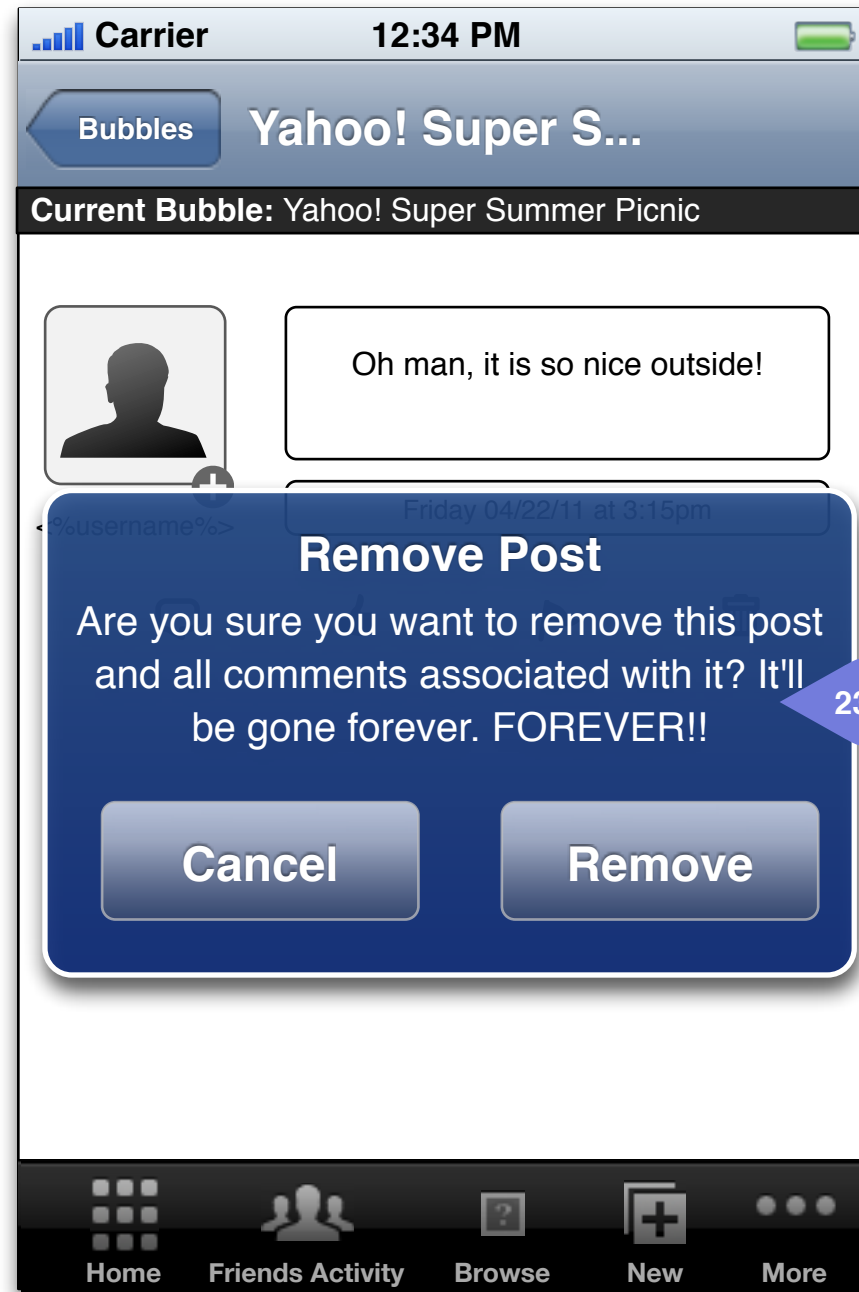 Carrier 12:34 PM
Bubbles Yahoo! Super S...
Current Bubble: Yahoo! Super Summer Picnic
Oh man, it is so nice outside!
<%username%> Friday 04/22/11 at 3:15pm
Remove Post
Are you sure you want to remove this post
and all comments associated with it? It'll
be gone forever. FOREVER!!
23
Cancel Remove
Home Friends Activity Browse New More